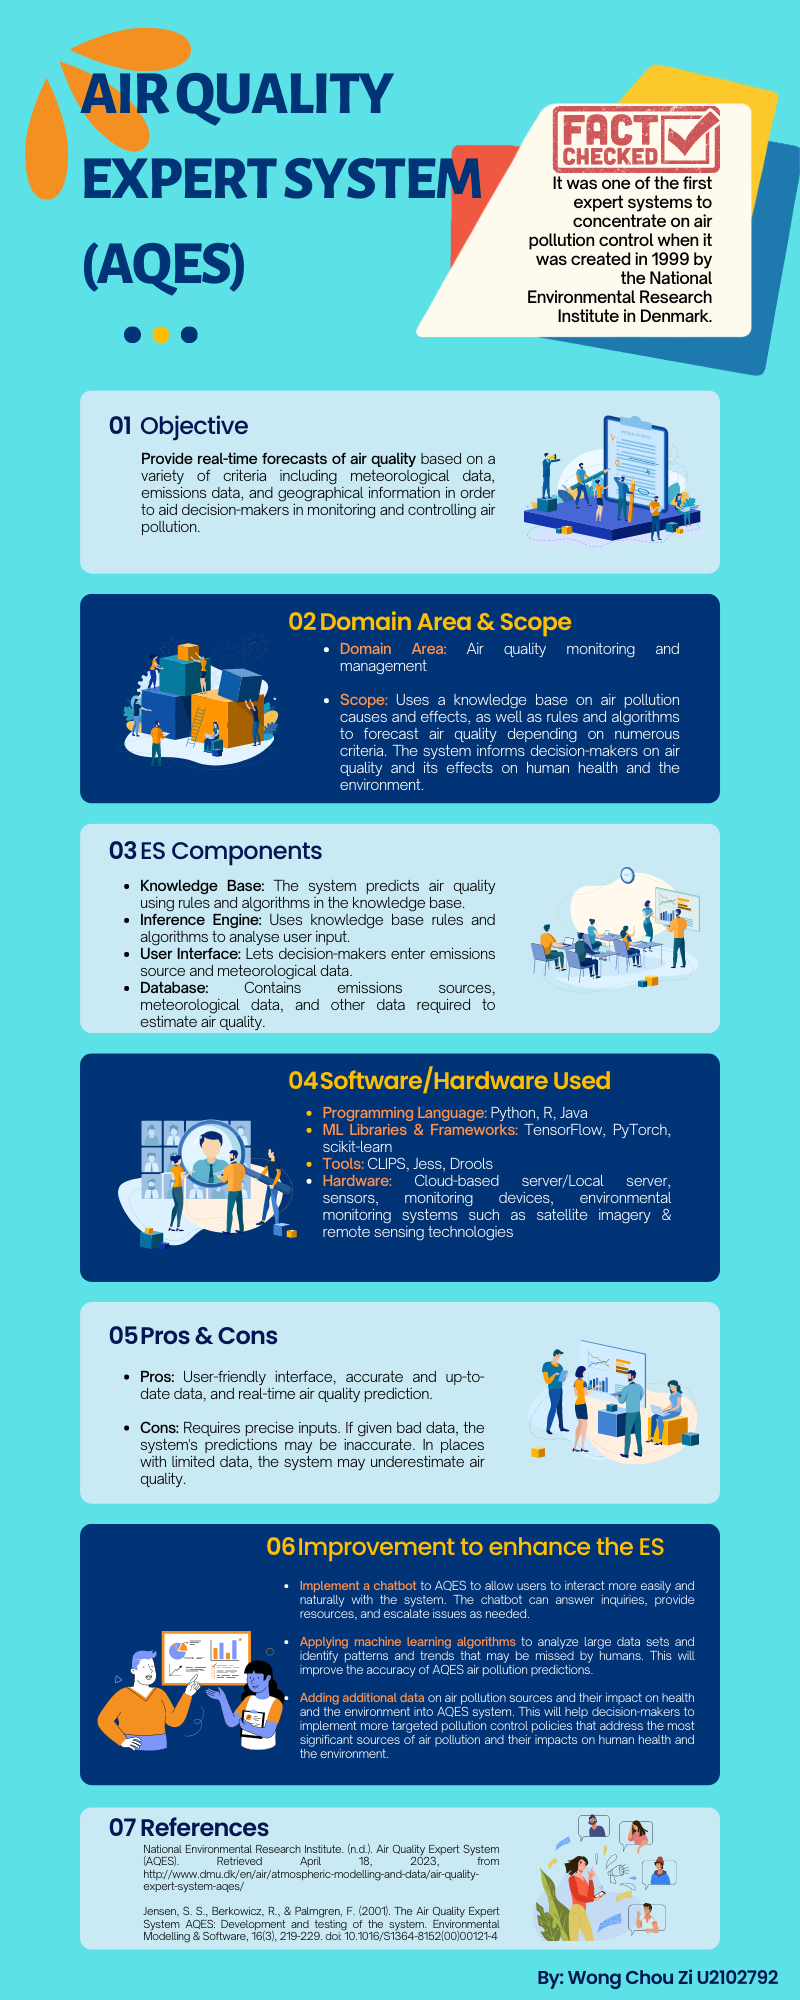 AIR QUALITY
EXPERT SYSTEM
(AQES)
FACT
CHECKED
It was one of the first
expert systems to
concentrate on air
pollution control when it
was created in 1999 by
the National
Environmental Research
Institute in Denmark.
01 Objective
Provide real-time forecasts of air quality based on a
variety of criteria including meteorological data,
emissions data, and geographical information in order
to aid decision-makers in monitoring and controlling air
pollution.
02 Domain Area & Scope
• Domain Area: Air quality monitoring and
management
• Scope: Uses a knowledge base on air pollution
causes and effects, as well as rules and algorithms
to forecast air quality depending on numerous
criteria. The system informs decision-makers on air
quality and its effects on human health and the
environment.
03 ES Components
• Knowledge Base: The system predicts air quality
using rules and algorithms in the knowledge base.
• Inference Engine: Uses knowledge base rules and
algorithms to analyse user input.
• User Interface: Lets decision-makers enter emissions
source and meteorological data.
• Database: Contains emissions sources,
meteorological data, and other data required to
estimate air quality.
04 Software/Hardware Used
• Programming Language: Python, R, Java
• ML Libraries & Frameworks: TensorFlow, PyTorch,
scikit-learn
• Tools: CLIPS, Jess, Drools
• Hardware: Cloud-based server/Local server,
sensors, monitoring devices, environmental
monitoring systems such as satellite imagery &
remote sensing technologies
05 Pros & Cons
• Pros: User-friendly interface, accurate and up-to-
date data, and real-time air quality prediction.
• Cons: Requires precise inputs. If given bad data, the
system's predictions may be inaccurate. In places
with limited data, the system may underestimate air
quality.
06 Improvement to enhance the ES
• Implement a chatbot to AQES to allow users to interact more easily and
naturally with the system. The chatbot can answer inquiries, provide
resources, and escalate issues as needed.
• Applying machine learning algorithms to analyze large data sets and
identify patterns and trends that may be missed by humans. This will
improve the accuracy of AQES air pollution predictions.
• Adding additional data on air pollution sources and their impact on health
and the environment into AQES system. This will help decision-makers to
implement more targeted pollution control policies that address the most
significant sources of air pollution and their impacts on human health and
the environment.
07 References
National Environmental Research Institute. (n.d.). Air Quality Expert System
(AQES). Retrieved April 18, 2023, from
http://www.dmu.dk/en/air/atmospheric-modelling-and-data/air-quality-
expert-system-aqes/
Jensen, S. S., Berkowicz, R., & Palmgren, F. (2001). The Air Quality Expert
System AQES: Development and testing of the system. Environmental
Modelling & Software, 16(3), 219-229. doi: 10.1016/S1364-8152(00)00121-4
By: Wong Chou Zi U2102792